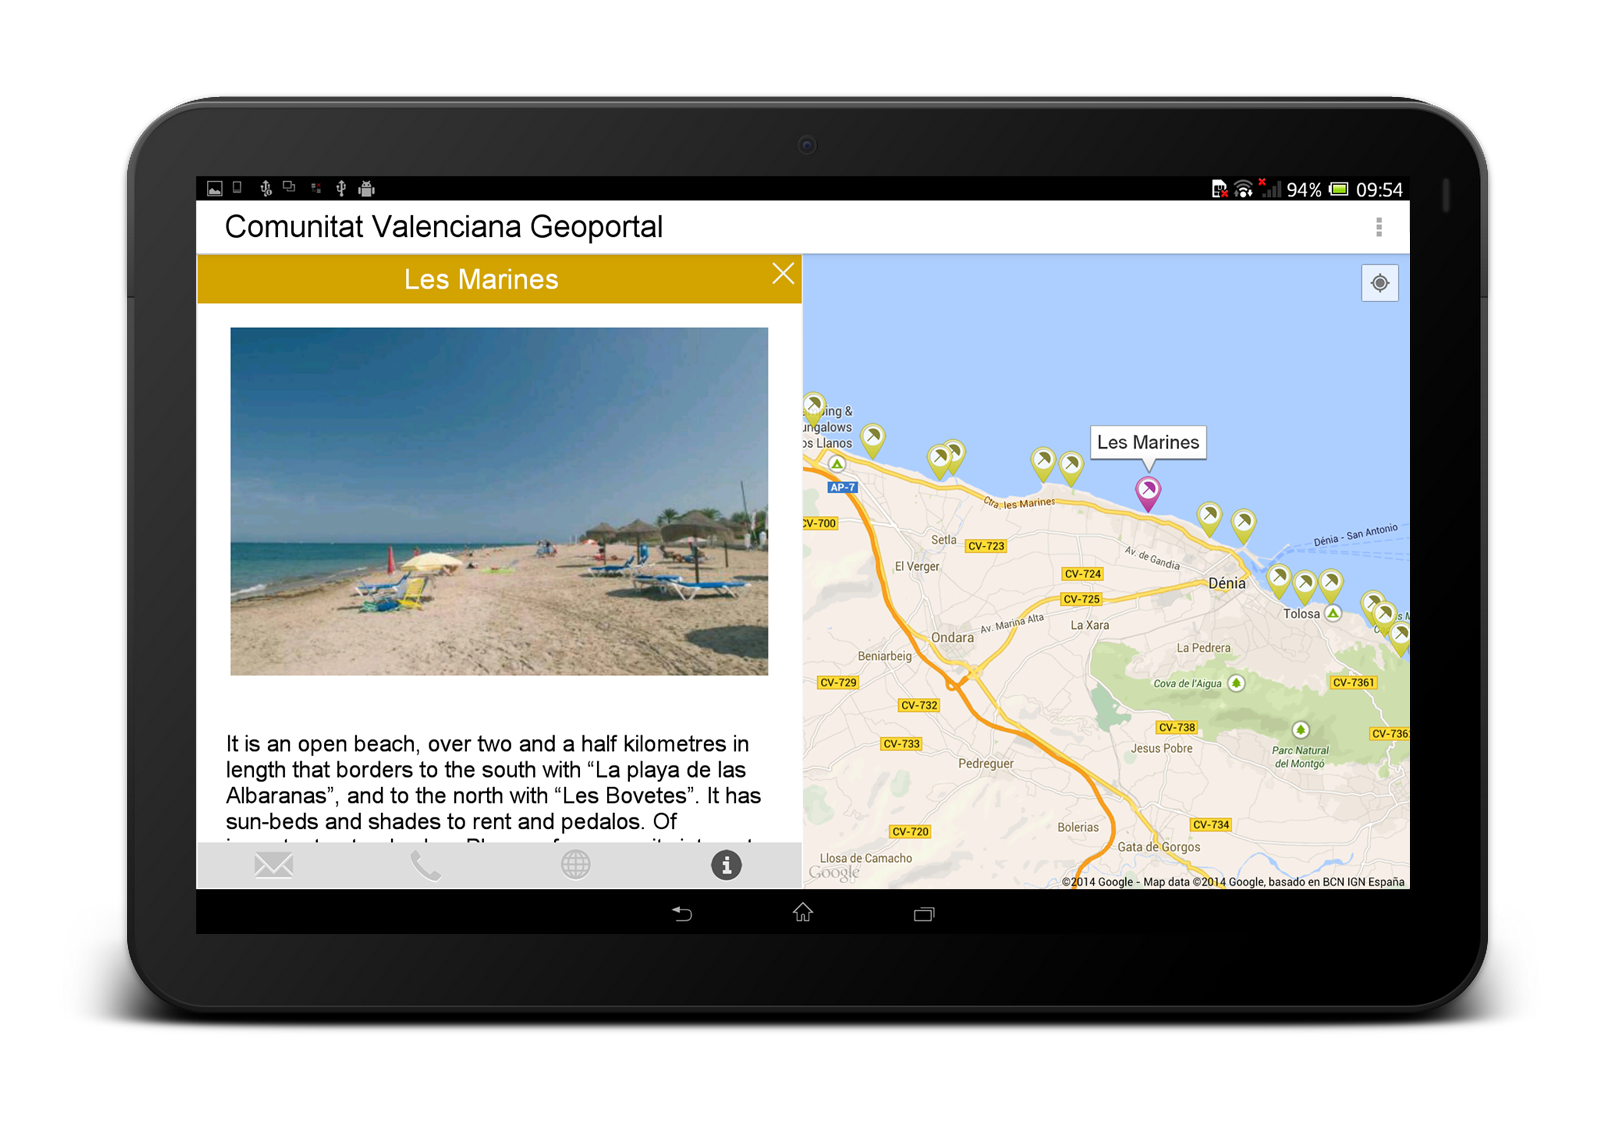 94% 09:54
Comunitat Valenciana Geoportal
Les Marines
It is an open beach, over two and a half kilometres in
length that borders to the south with “La playa de las
Albaranas”, and to the north with “Les Bovetes”. It has
sun-beds and shades to rent and pedalos. Of
Les Marines
os Llanos
AP-7
Ctra. les Marines
CV-700
Setla
CV-723
Dénia - San Antonio
Av. de Gandia
El Verger
CV-724
Dénia
CV-725
Tolosa
Av. Marina Alta
La Xara
Ondara
La Pedrera
Beniarbeig
CV-729
Cova de l'Aigua
CV-7361
CV-732
CV-738
CV-736
CV-733
Jesus Pobre
Parc Natural
del Montgó
Pedreguer
CV-720
Bolerias
CV-734
Gata de Gorgos
Llosa de Camacho
Google
©2014 Google - Map data ©2014 Google, basado en BCN IGN España